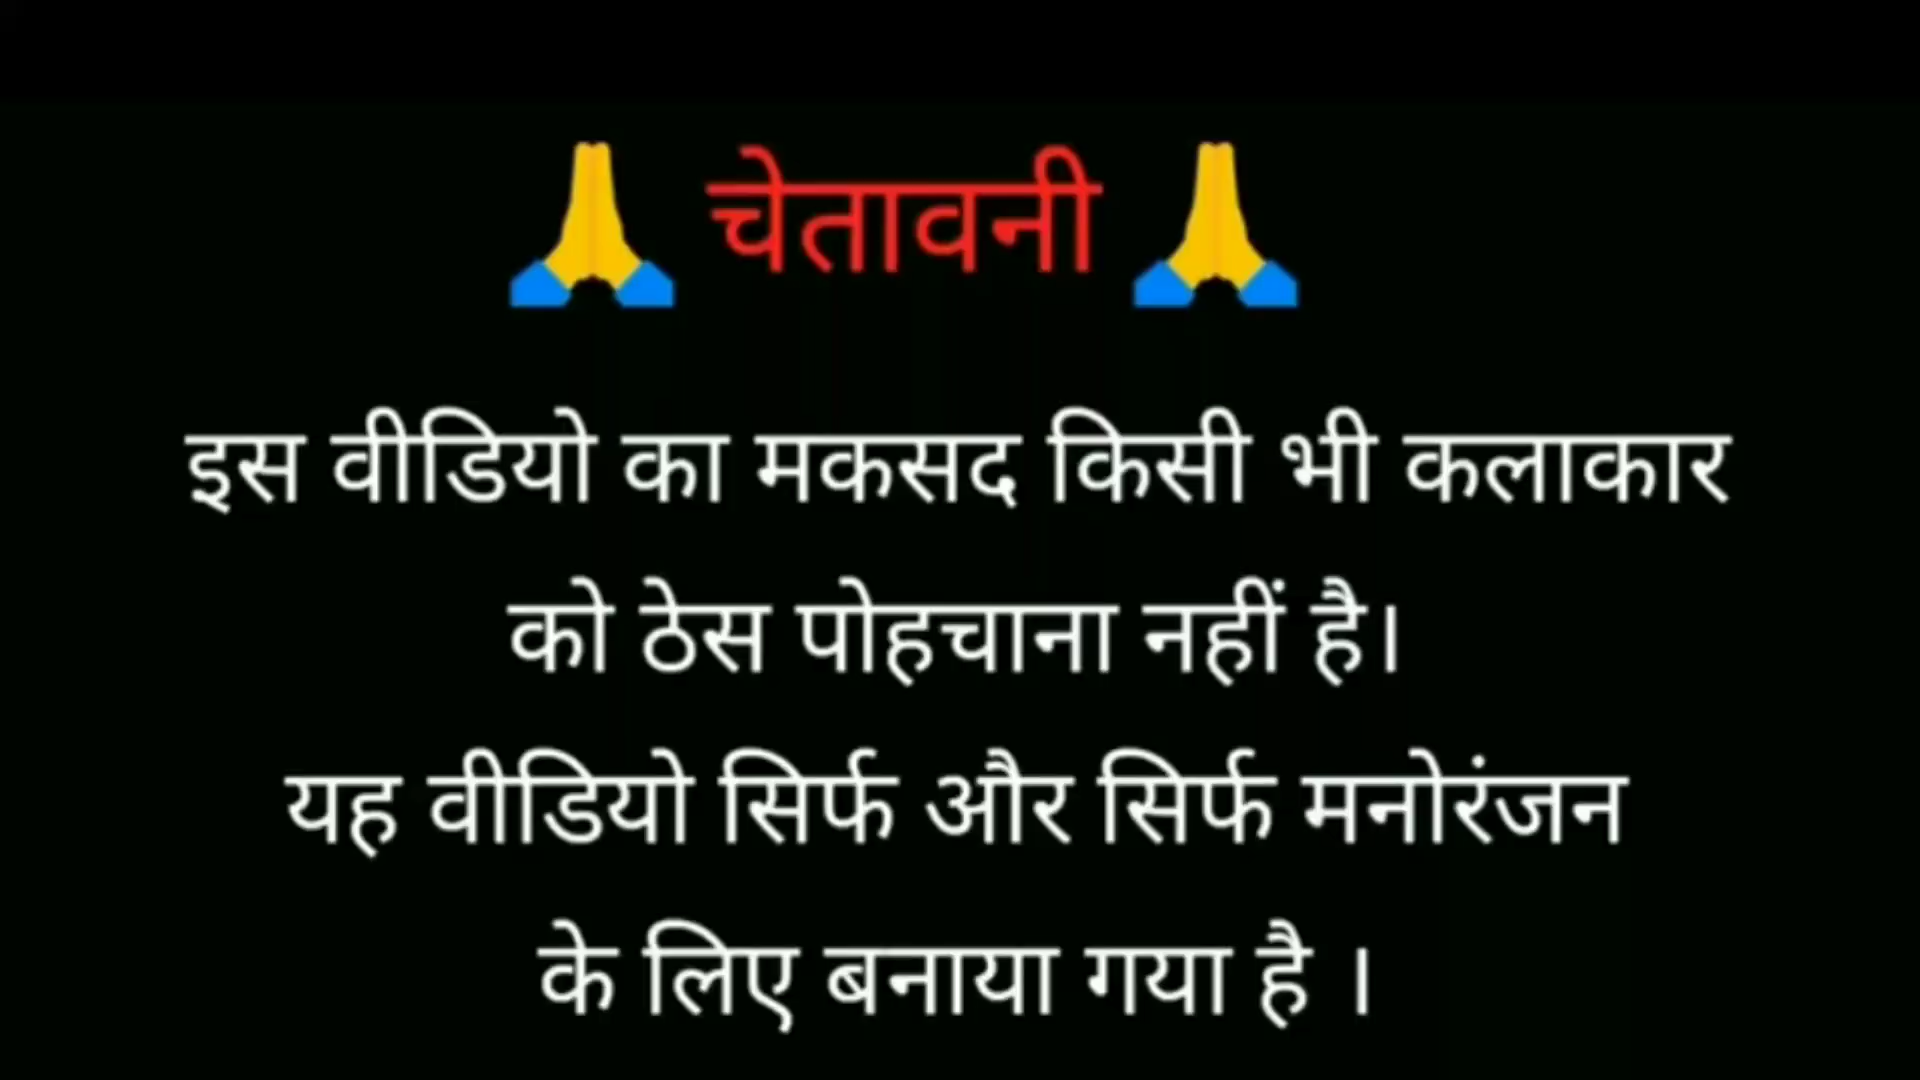 🙏 चेतावनी 🙏
इस वीडियो का मकसद किसी भी कलाकार
को ठेस पोहचाना नहीं है।
यह वीडियो सिर्फ और सिर्फ मनोरंजन
के लिए बनाया गया है ।